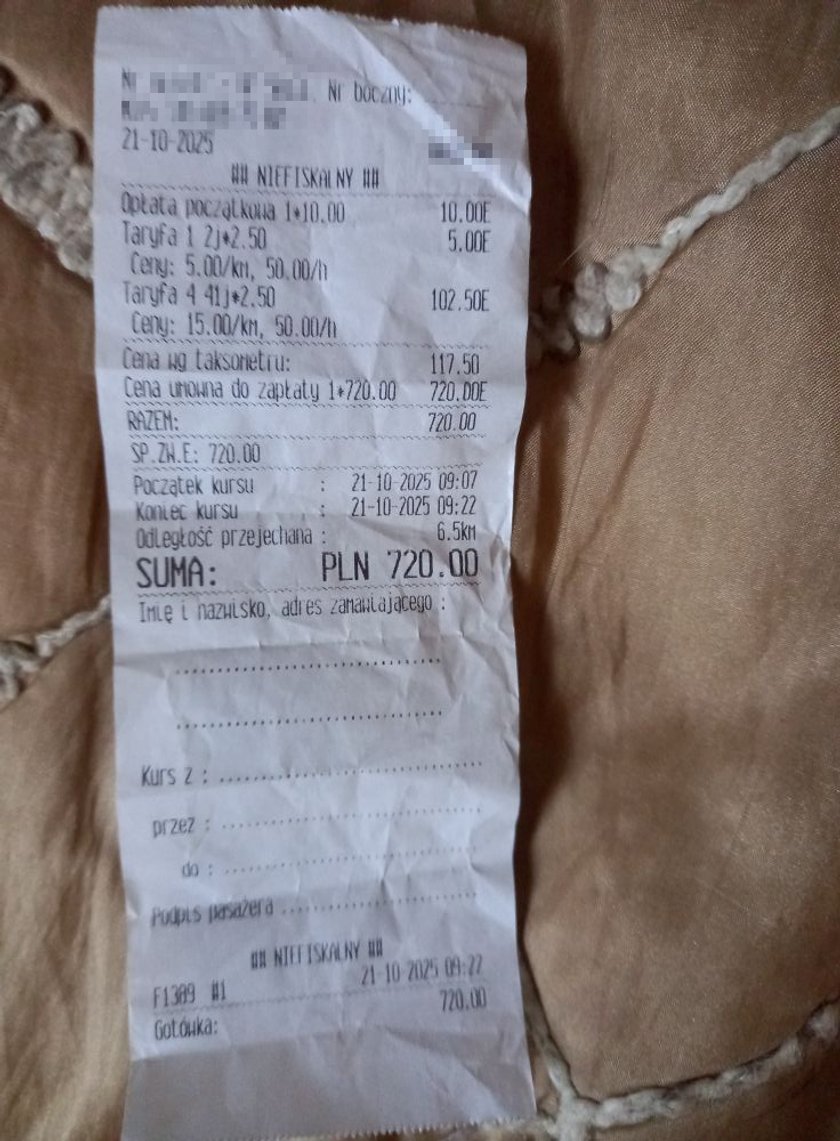 Nr boczny:
21-10-2025
## NIEFISKALNY ##
Opłata początkowa 1*10.00 10.00E
Taryfa 1 2j*2.50 5.00E
Ceny: 5.00/km, 50.00/h
Taryfa 4 41j*2.50 102.50E
Ceny: 15.00/km, 50.00/h
Cena wg taksometru: 117.50
Cena umowna do zapłaty 1*720.00 720.00E
RAZEM: 720.00
SP.ZW.E: 720.00
Początek kursu : 21-10-2025 09:07
Koniec kursu : 21-10-2025 09:22
Odległość przejechana : 6.5km
SUMA: PLN 720.00
Imię i nazwisko, adres zamawiającego :
Kurs z :
przez :
do :
Podpis pasażera
## NIEFISKALNY ##
21-10-2025 09:22
F1309 #1 720.00
Gotówka: